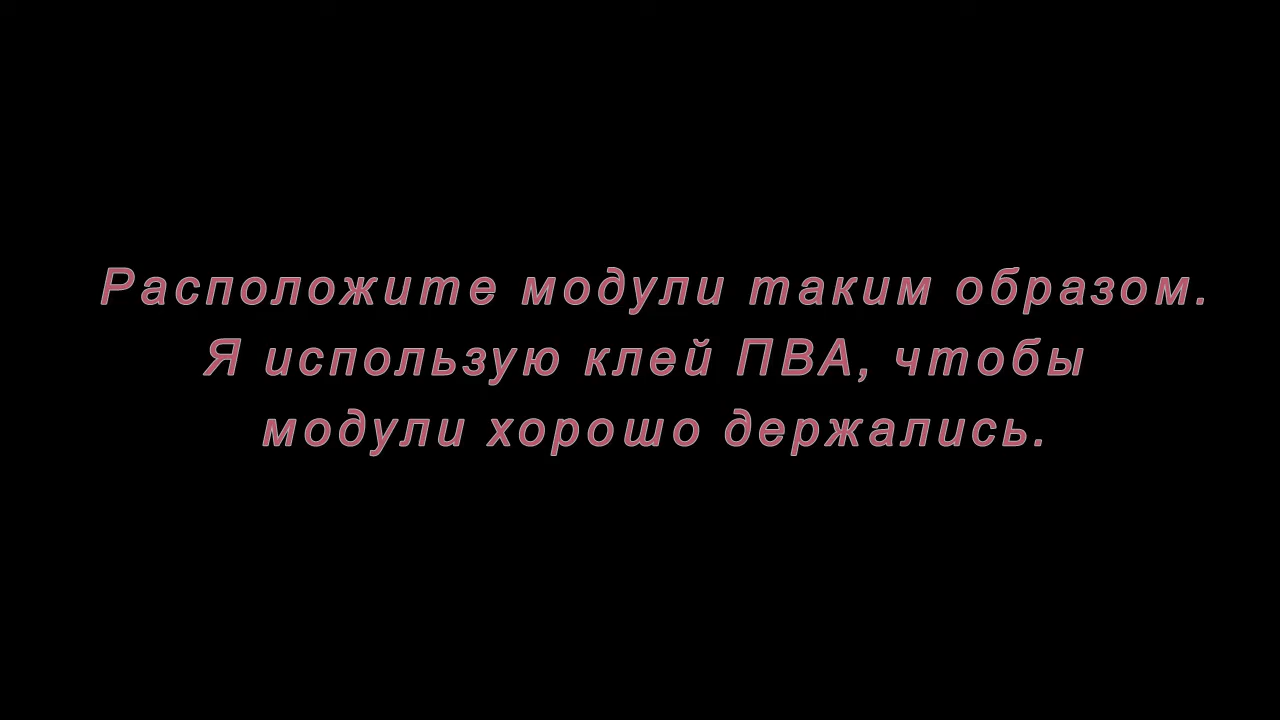 Расположите модули таким образом.
Я использую клей ПВА, чтобы
модули хорошо держались.